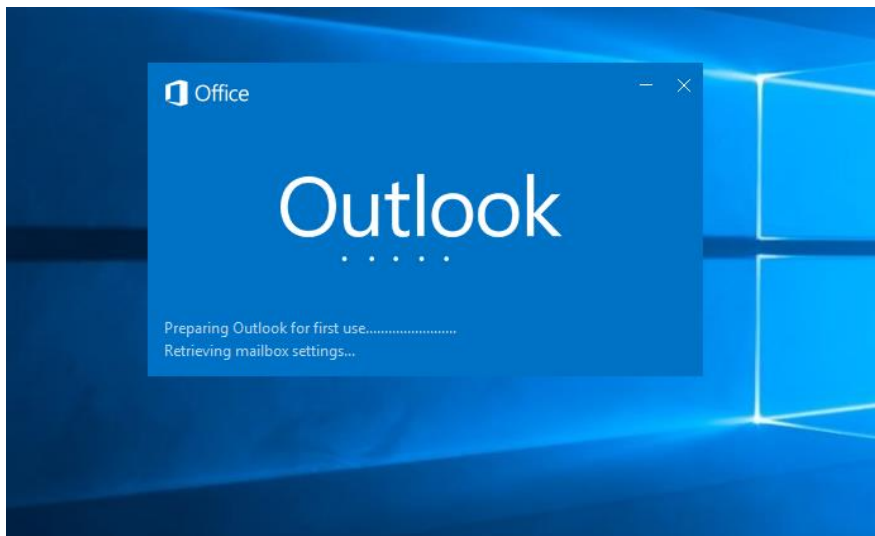 Office
Outlook
Preparing Outlook for first use........................
Retrieving mailbox settings...